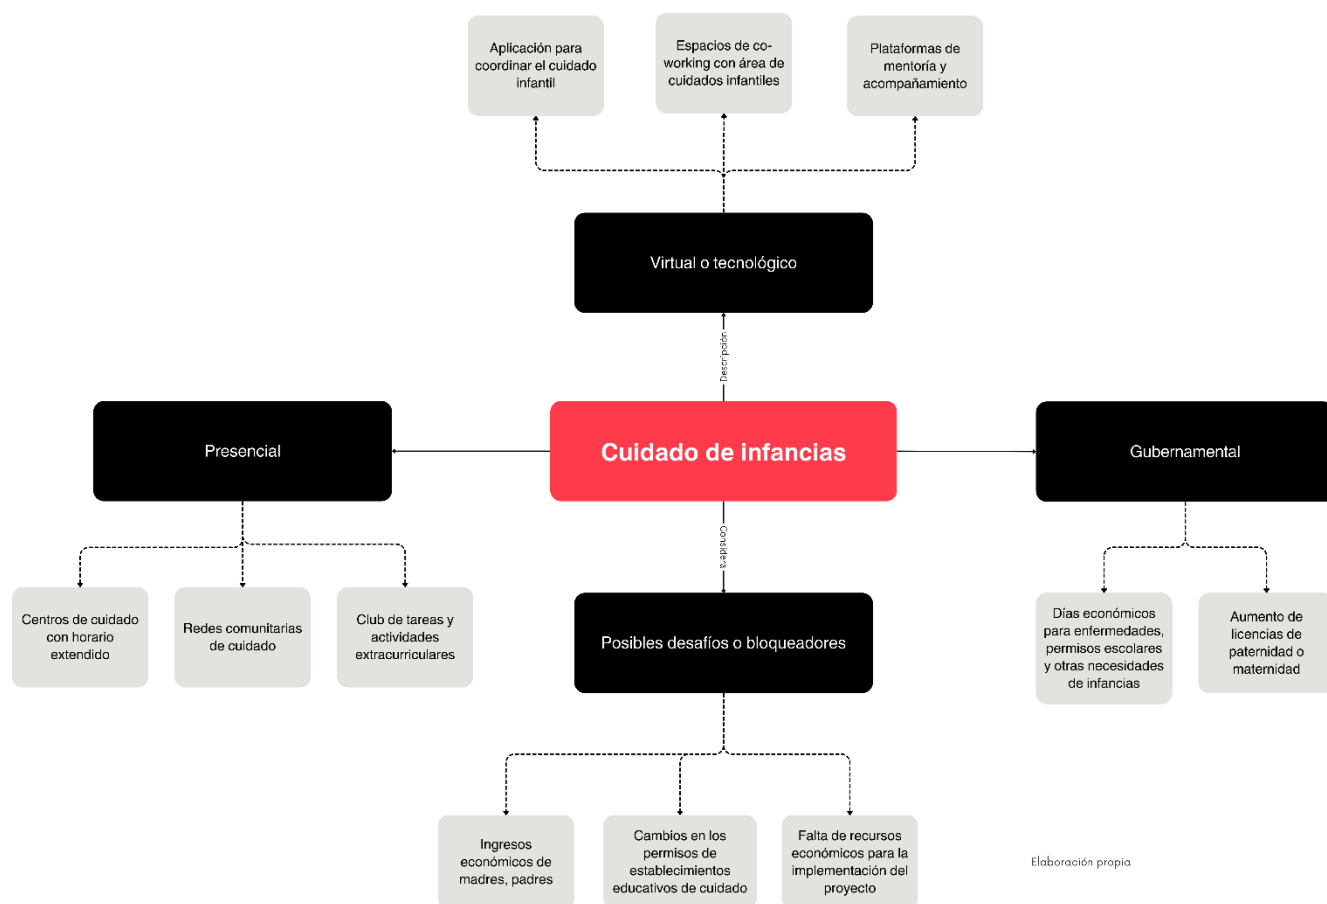 Aplicación para
coordinar el cuidado
infantil
Espacios de co-
working con área de
cuidados infantiles
Plataformas de
mentoría y
acompañamiento
Virtual o tecnológico
Descripción
Presencial
Cuidado de infancias
Gubernamental
Considera
Centros de cuidado
con horario
extendido
Redes comunitarias
de cuidado
Club de tareas y
actividades
extracurriculares
Posibles desafíos o bloqueadores
Días económicos
para enfermedades,
permisos escolares
y otras necesidades
de infancias
Aumento de
licencias de
paternidad o
maternidad
Ingresos
económicos de
madres, padres
Cambios en los
permisos de
establecimientos
educativos de cuidado
Falta de recursos
económicos para la
implementación del
proyecto
Elaboración propia